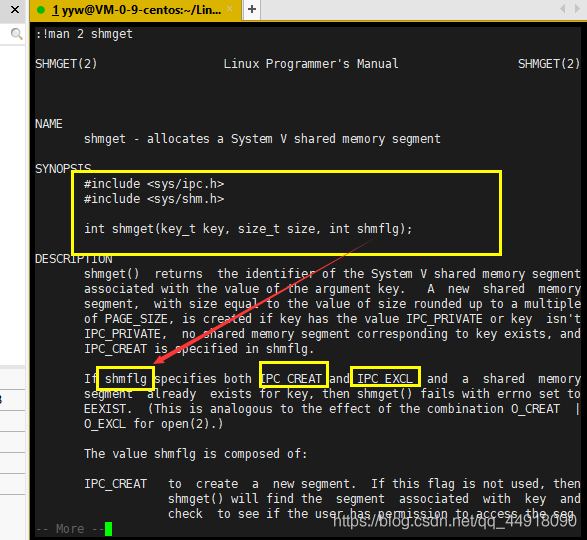 1 yyw@VM-0-9-centos:~/Lin...
:!man 2 shmget
SHMGET(2) Linux Programmer's Manual SHMGET(2)
NAME
shmget - allocates a System V shared memory segment
SYNOPSIS
#include <sys/ipc.h>
#include <sys/shm.h>
int shmget(key_t key, size_t size, int shmflg);
DESCRIPTION
shmget() returns the identifier of the System V shared memory segment
associated with the value of the argument key. A new shared memory
segment, with size equal to the value of size rounded up to a multiple
of PAGE_SIZE, is created if key has the value IPC_PRIVATE or key isn't
IPC_PRIVATE, no shared memory segment corresponding to key exists, and
IPC_CREAT is specified in shmflg.
If shmflg specifies both IPC_CREAT and IPC_EXCL and a shared memory
segment already exists for key, then shmget() fails with errno set to
EEXIST. (This is analogous to the effect of the combination O_CREAT |
O_EXCL for open(2).)
The value shmflg is composed of:
IPC_CREAT to create a new segment. If this flag is not used, then
shmget() will find the segment associated with key and
check to see if the user has permission to access the seg
-- More --
https://blog.csdn.net/qq_44918090